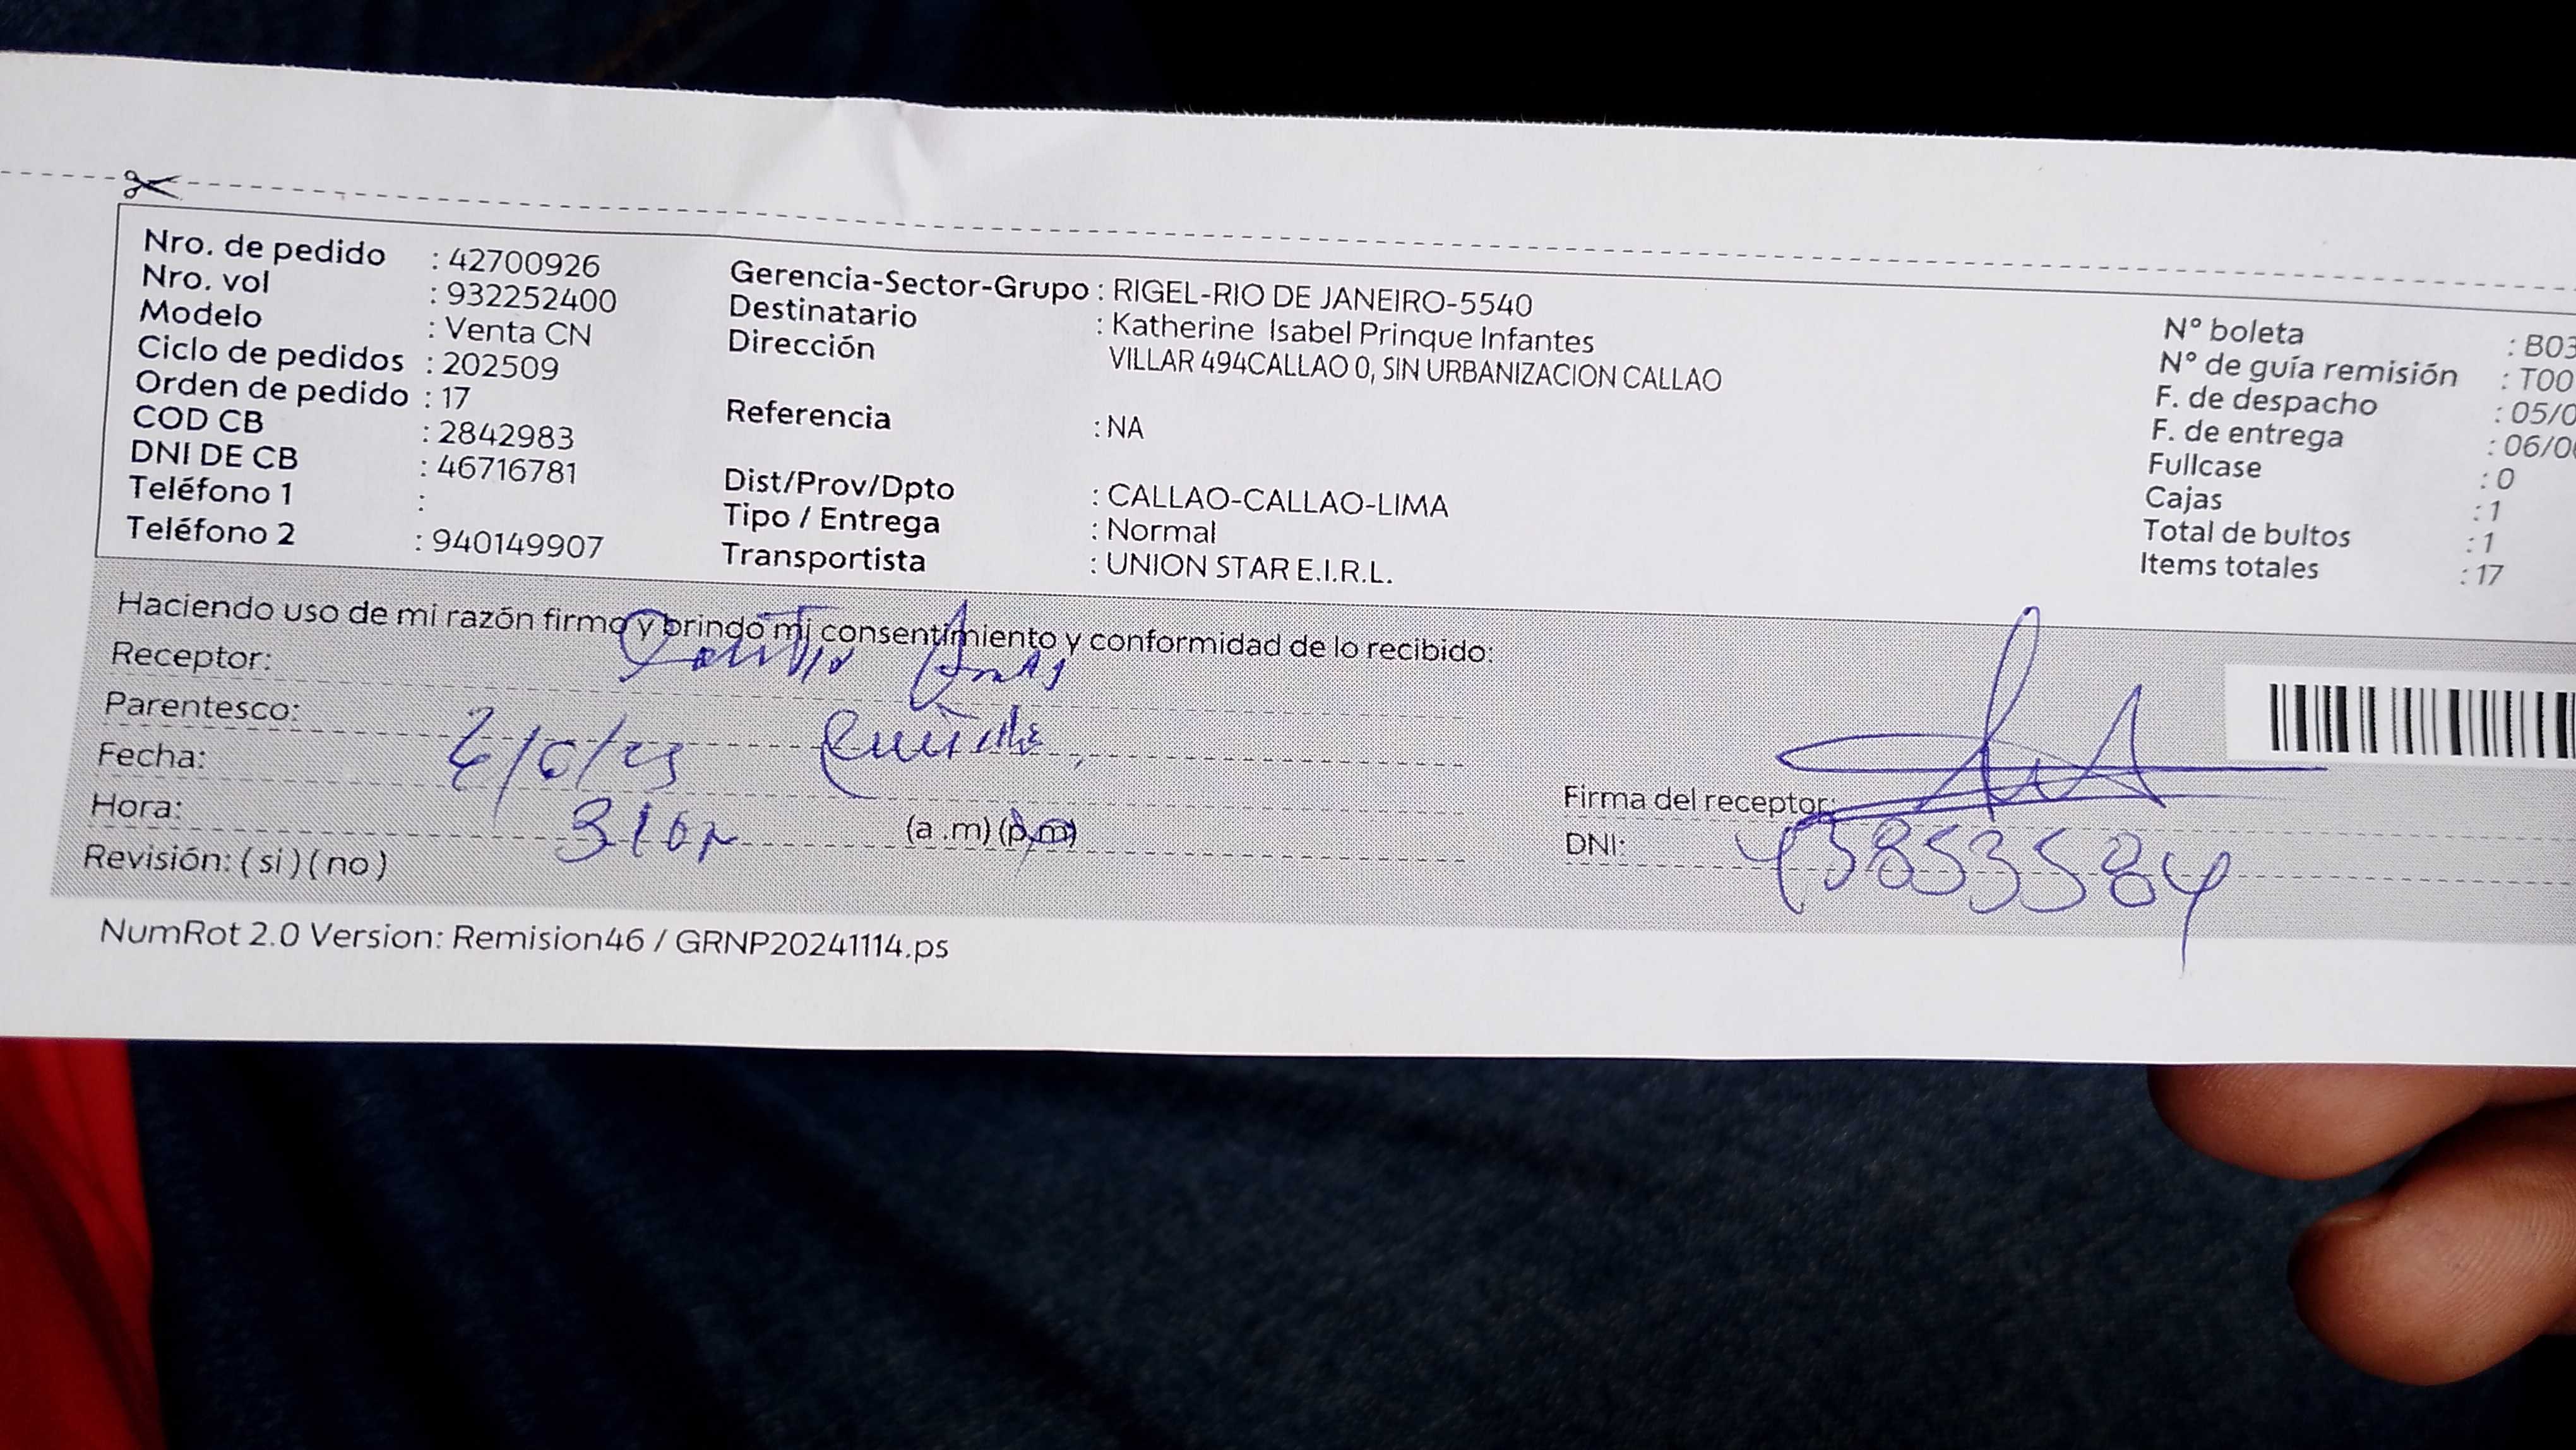 Nro. de pedido : 42700926
Nro. vol : 932252400
Modelo : Venta CN
Ciclo de pedidos : 202509
Orden de pedido : 17
COD CB : 2842983
DNI DE CB : 46716781
Teléfono 1 :
Teléfono 2 : 940149907
Gerencia-Sector-Grupo : RIGEL-RIO DE JANEIRO-5540
Destinatario : Katherine Isabel Prinque Infantes
Dirección VILLAR 494CALLAO 0, SIN URBANIZACION CALLAO
Referencia : NA
Dist/Prov/Dpto : CALLAO-CALLAO-LIMA
Tipo / Entrega : Normal
Transportista : UNION STAR E.I.R.L.
N° boleta : B03
N° de guía remisión : T00
F. de despacho : 05/0
F. de entrega : 06/0
Fullcase : 0
Cajas : 1
Total de bultos : 1
Items totales : 17
Haciendo uso de mi razón firmo y brindo mi consentimiento y conformidad de lo recibido:
Receptor:
Parentesco:
Fecha:
Hora: (a .m) (p.m)
Revisión: ( si ) ( no )
Firma del receptor:
DNI: 45853584
NumRot 2.0 Version: Remision46 / GRNP20241114.ps